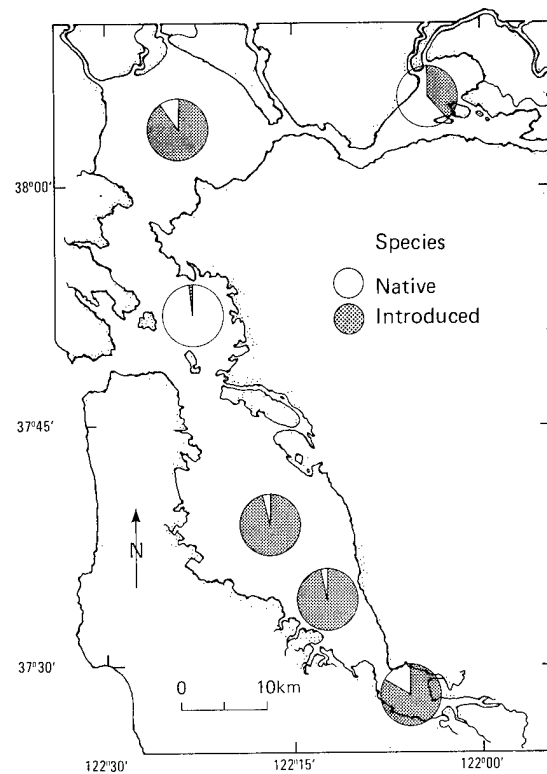 38°00'
Species
Native
Introduced
37°45'
N
37°30'
0 10km
122°30' 122°15' 122°00'